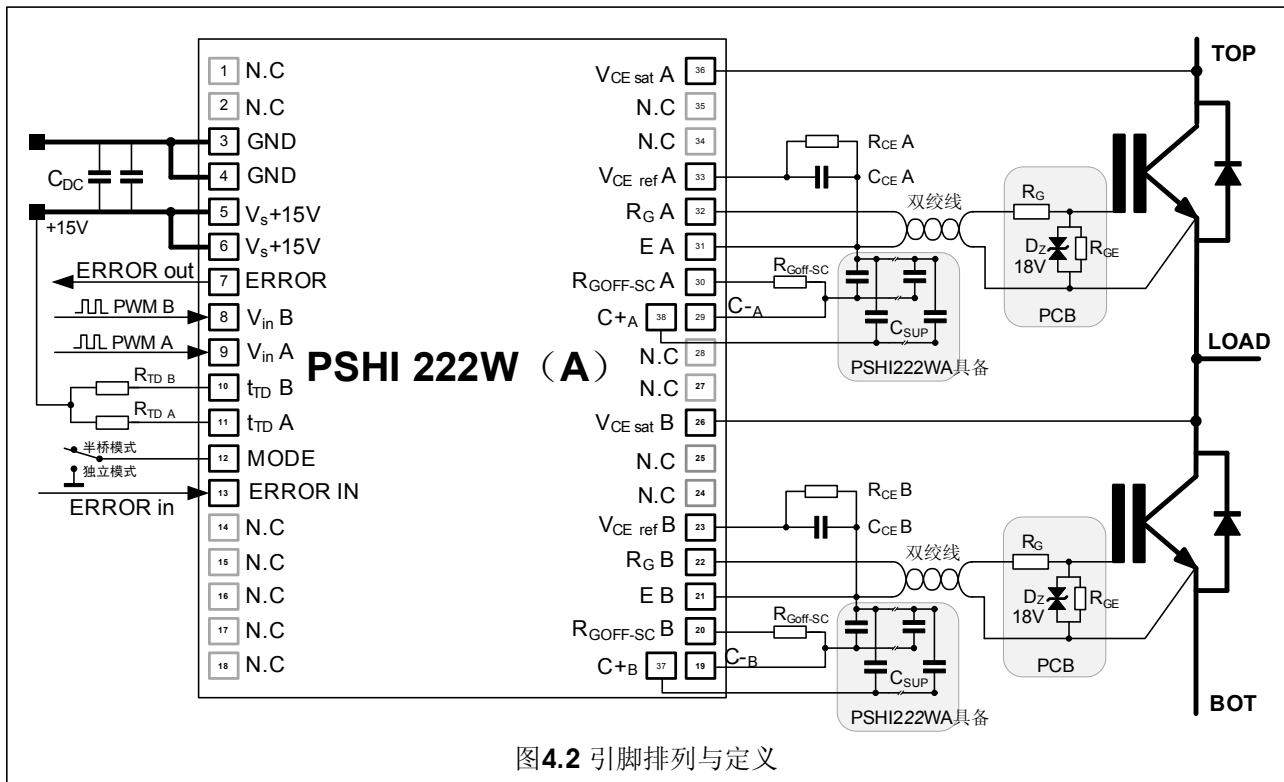 1 N.C
2 N.C
3 GND
4 GND
5 Vs+15V
6 Vs+15V
7 ERROR
8 Vin B
9 Vin A
10 tTD B
11 tTD A
12 MODE
13 ERROR IN
14 N.C
15 N.C
16 N.C
17 N.C
18 N.C
CDC
+15V
ERROR out
PWM B
PWM A
RTD B
RTD A
半桥模式
独立模式
ERROR in
PSHI 222W（A）
VCE sat A 36
N.C 35
N.C 34
VCE ref A 33
RG A 32
E A 31
RGOFF-SC A 30
C+A 38
29 C-A
N.C 28
N.C 27
VCE sat B 26
N.C 25
N.C 24
VCE ref B 23
RG B 22
E B 21
RGOFF-SC B 20
C+B 37
19 C-B
RCE A
CCE A
双绞线
RGoff-SC
CSUP
PSHI222WA具备
RG
DZ
18V
RGE
PCB
RCE B
CCE B
双绞线
RGoff-SC
CSUP
PSHI222WA具备
RG
DZ
18V
RGE
PCB
TOP
LOAD
BOT
图4.2 引脚排列与定义